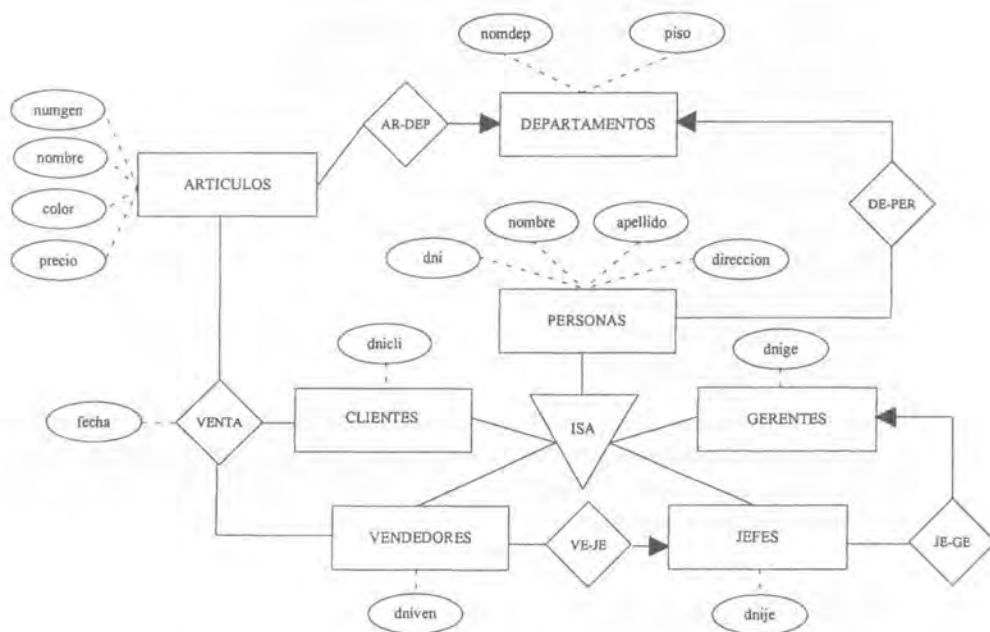 nomdep
piso
numgen
AR-DEP
DEPARTAMENTOS
nombre
ARTICULOS
color
DE-PER
nombre
apellido
precio
dni
direccion
PERSONAS
dnicli
dnige
fecha
VENTA
CLIENTES
ISA
GERENTES
VENDEDORES
VE-JE
JEFES
JE-GE
dniven
dnije